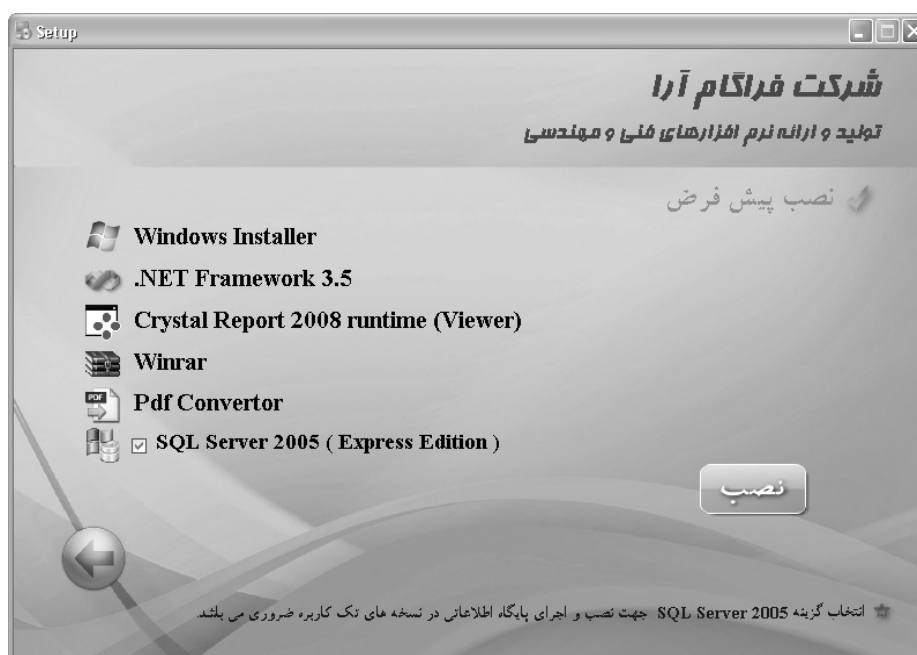 Setup
شرکت فراگام آرا
تولید و ارائه نرم افزارهای فنی و مهندسی
نصب پیش فرض
Windows Installer
.NET Framework 3.5
Crystal Report 2008 runtime (Viewer)
Winrar
PDF
Pdf Convertor
SQL Server 2005 ( Express Edition )
نصب
انتخاب گزینه SQL Server 2005 جهت نصب و اجرای پایگاه اطلاعاتی در نسخه های تک کاربره ضروری می باشد.